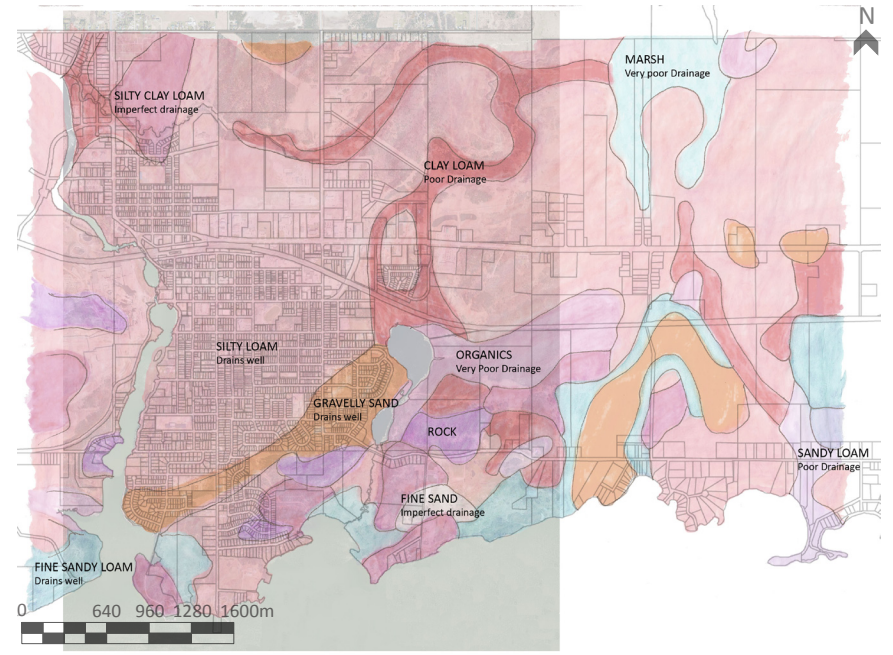 N
MARSH
Very poor Drainage
SILTY CLAY LOAM
Imperfect drainage
CLAY LOAM
Poor Drainage
SILTY LOAM
Drains well
ORGANICS
Very Poor Drainage
GRAVELLY SAND
Drains well
ROCK
SANDY LOAM
Poor Drainage
FINE SAND
Imperfect drainage
FINE SANDY LOAM
Drains well
0 640 960 1280 1600m